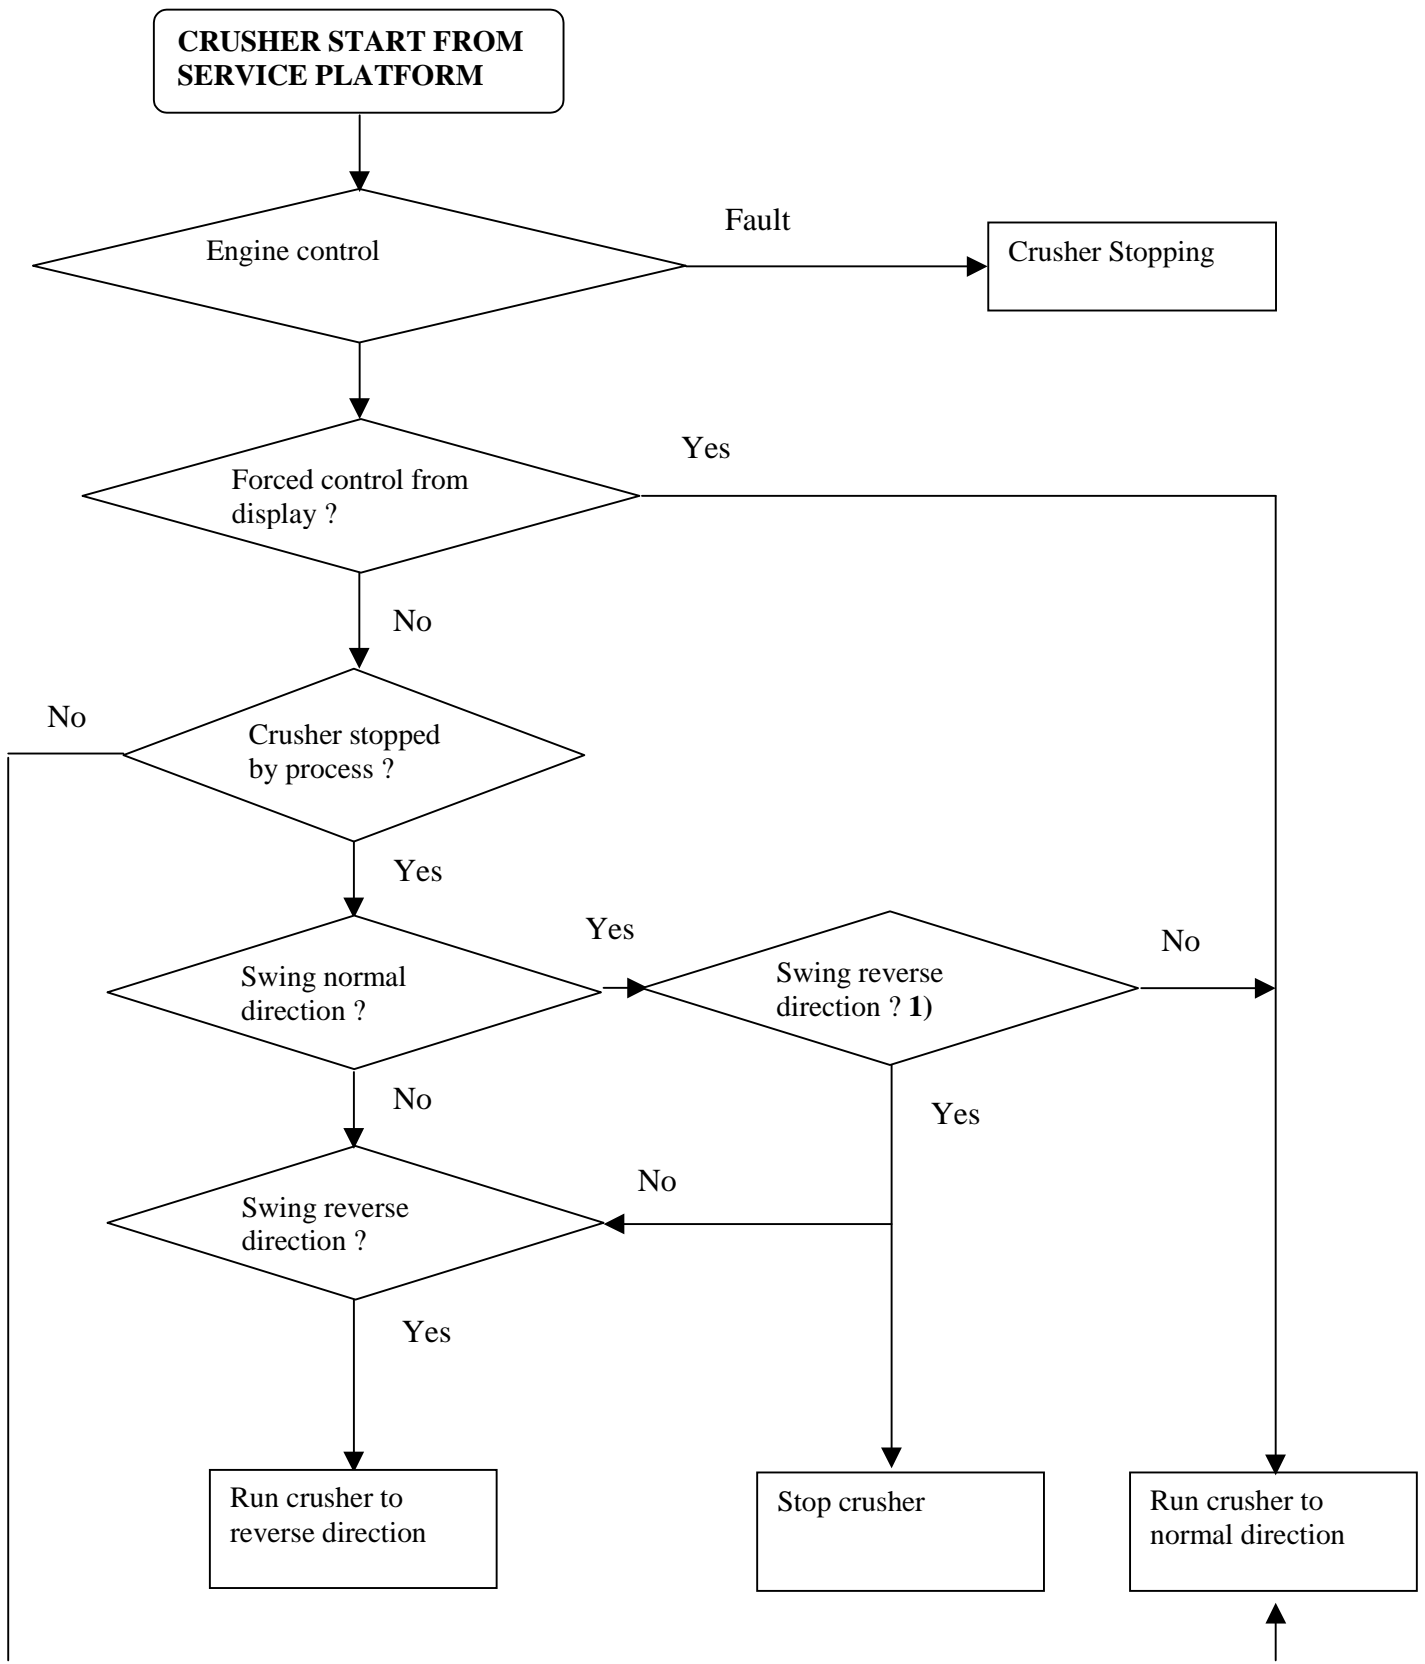 CRUSHER START FROM
SERVICE PLATFORM
Fault
Engine control
Crusher Stopping
Yes
Forced control from
display ?
No
No
Crusher stopped
by process ?
Yes
Yes
No
Swing normal
direction ?
Swing reverse
direction ? 1)
No
Yes
No
Swing reverse
direction ?
Yes
Run crusher to
reverse direction
Stop crusher
Run crusher to
normal direction